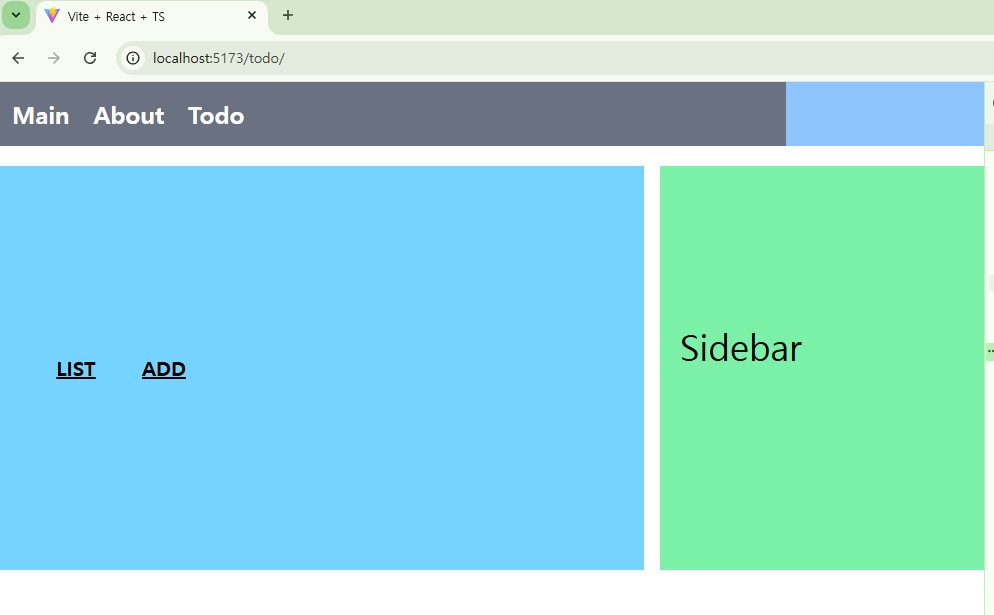 Vite + React + TS
localhost:5173/todo/
Main About Todo
LIST ADD
Sidebar